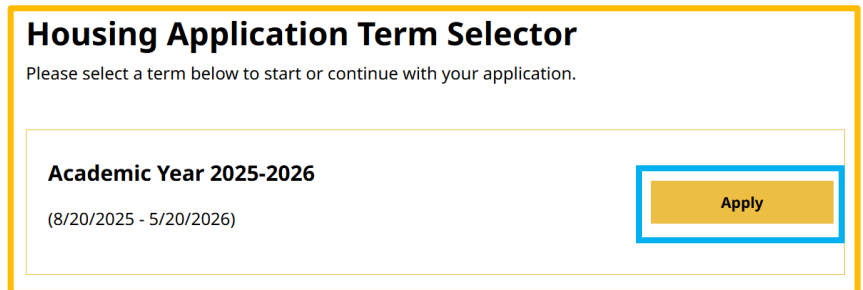 Housing Application Term Selector
Please select a term below to start or continue with your application.
Academic Year 2025-2026
(8/20/2025 - 5/20/2026)
Apply